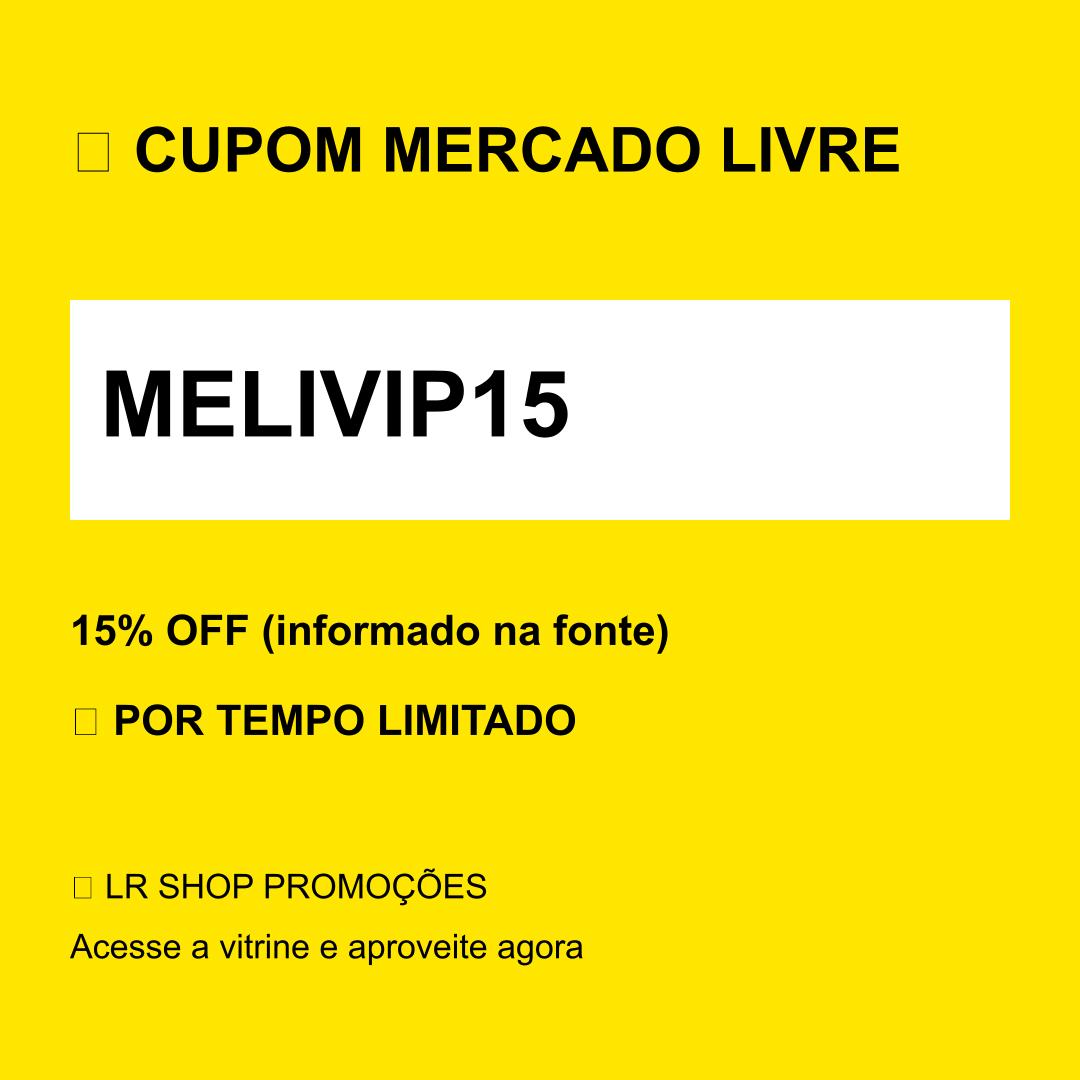 □ CUPOM MERCADO LIVRE
MELIVIP15
15% OFF (informado na fonte)
□ POR TEMPO LIMITADO
□ LR SHOP PROMOÇÕES
Acesse a vitrine e aproveite agora